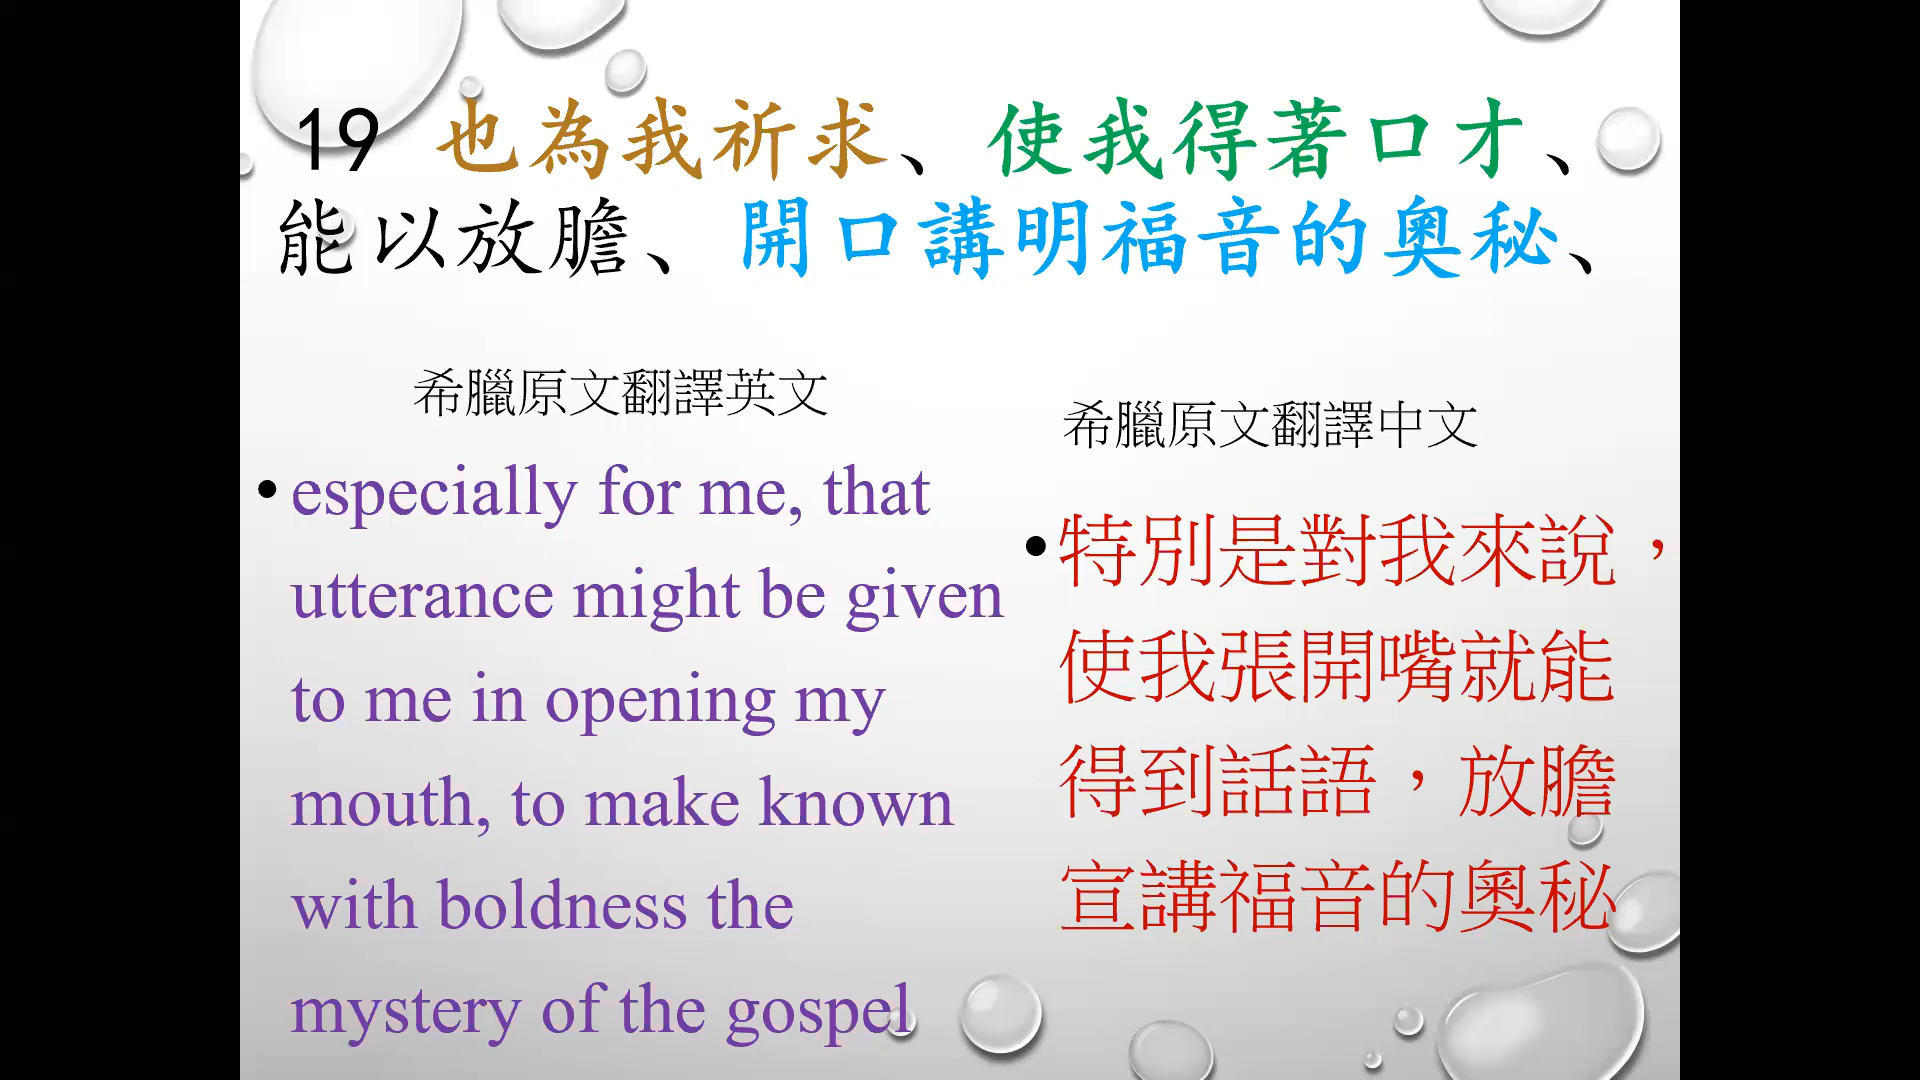 19 也為我祈求、使我得著口才、
能以放膽、開口講明福音的奧秘、
希臘原文翻譯英文
•especially for me, that
utterance might be given
to me in opening my
mouth, to make known
with boldness the
mystery of the gospel
希臘原文翻譯中文
•特別是對我來說，
使我張開嘴就能
得到話語，放膽
宣講福音的奧秘